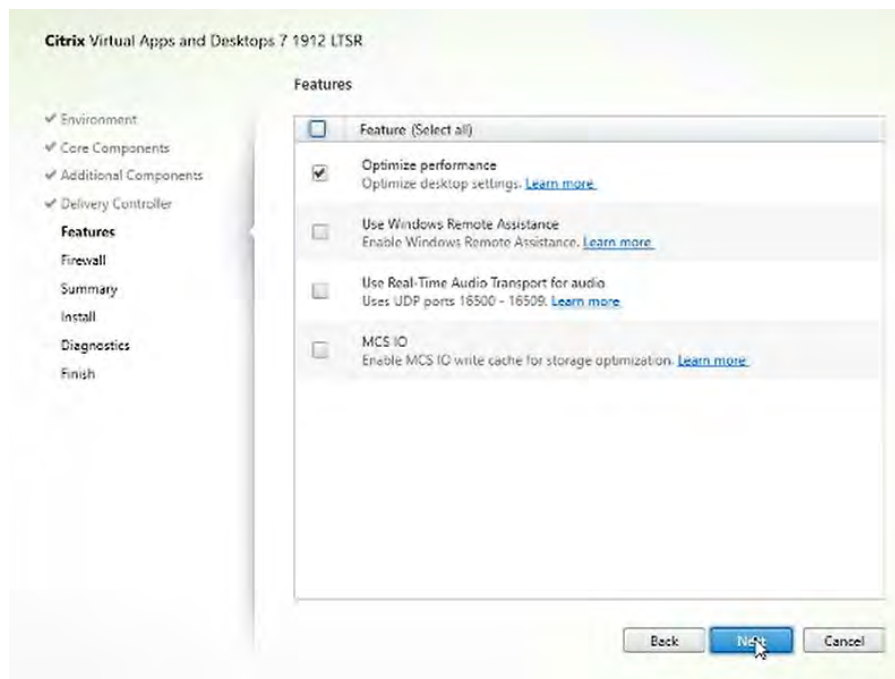 Citrix Virtual Apps and Desktops 7 1912 LTSR
Features
Environment
Core Components
Additional Components
Delivery Controller
Features
Firewall
Summary
Install
Diagnostics
Finish
Feature (Select all)
Optimize performance
Optimize desktop settings. Learn more
Use Windows Remote Assistance
Enable Windows Remote Assistance. Learn more
Use Real-Time Audio Transport for audio
Uses UDP ports 16500 - 16509. Learn more
MCS IO
Enable MCS IO write cache for storage optimization. Learn more
Back
Next
Cancel